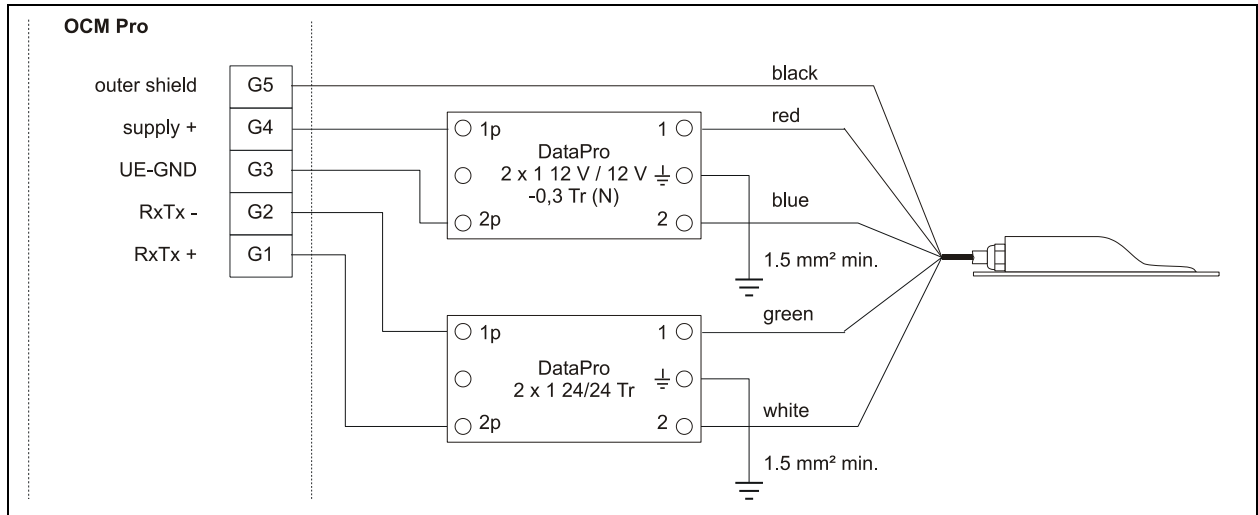 OCM Pro
black
outer shield G5
red
supply + G4
1p 1
DataPro
UE-GND G3
2 x 1 12 V / 12 V
-0,3 Tr (N)
blue
RxTx - G2
2p 2
RxTx + G1
1.5 mm² min.
green
1p 1
DataPro
2 x 1 24/24 Tr
white
2p 2
1.5 mm² min.